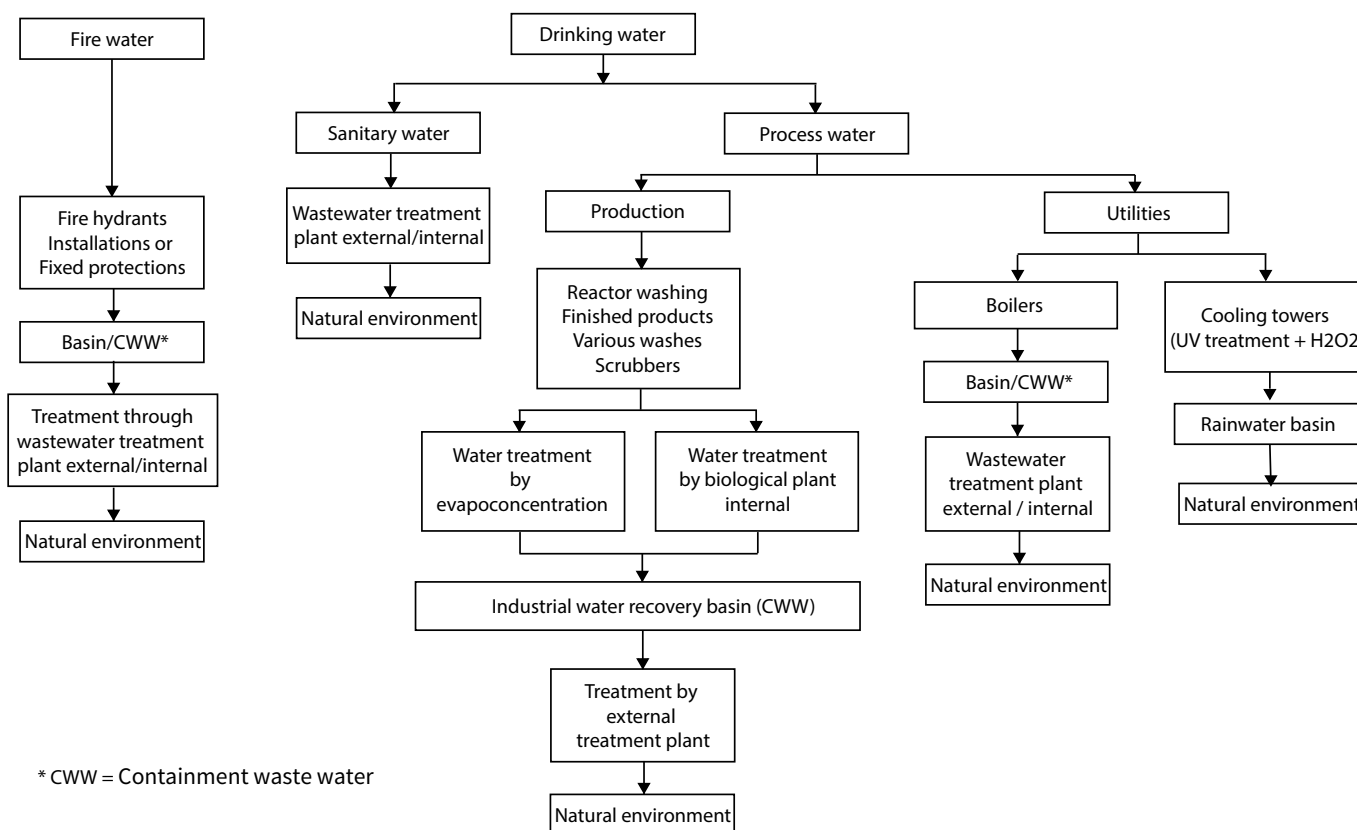 Fire water
Drinking water
Sanitary water
Process water
Fire hydrants
Installations or
Fixed protections
Wastewater treatment
plant external/internal
Production
Utilities
Reactor washing
Finished products
Various washes
Scrubbers
Boilers
Cooling towers
(UV treatment + H2O2
Natural environment
Basin/CWW*
Basin/CWW*
Treatment through
wastewater treatment
plant external/internal
Water treatment
by
evapoconcentration
Water treatment
by biological plant
internal
Wastewater
treatment plant
external / internal
Rainwater basin
Natural environment
Natural environment
Natural environment
Industrial water recovery basin (CWW)
Treatment by
external
treatment plant
Natural environment
* CWW = Containment waste water